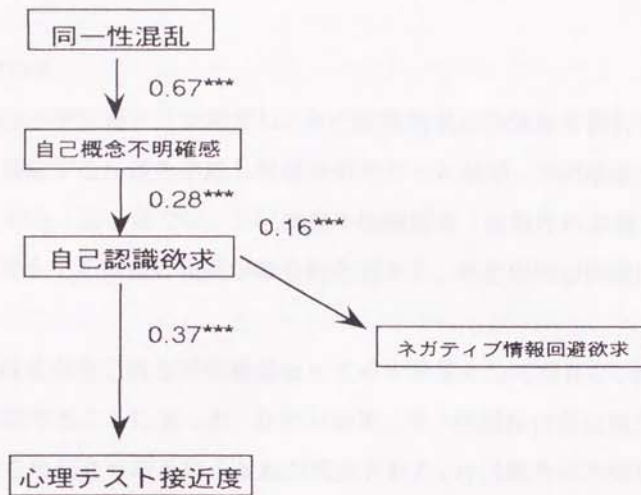 同一性混乱
0.67***
自己概念不明確感
0.28***
0.16***
自己認識欲求
0.37***
ネガティブ情報回避欲求
心理テスト接近度